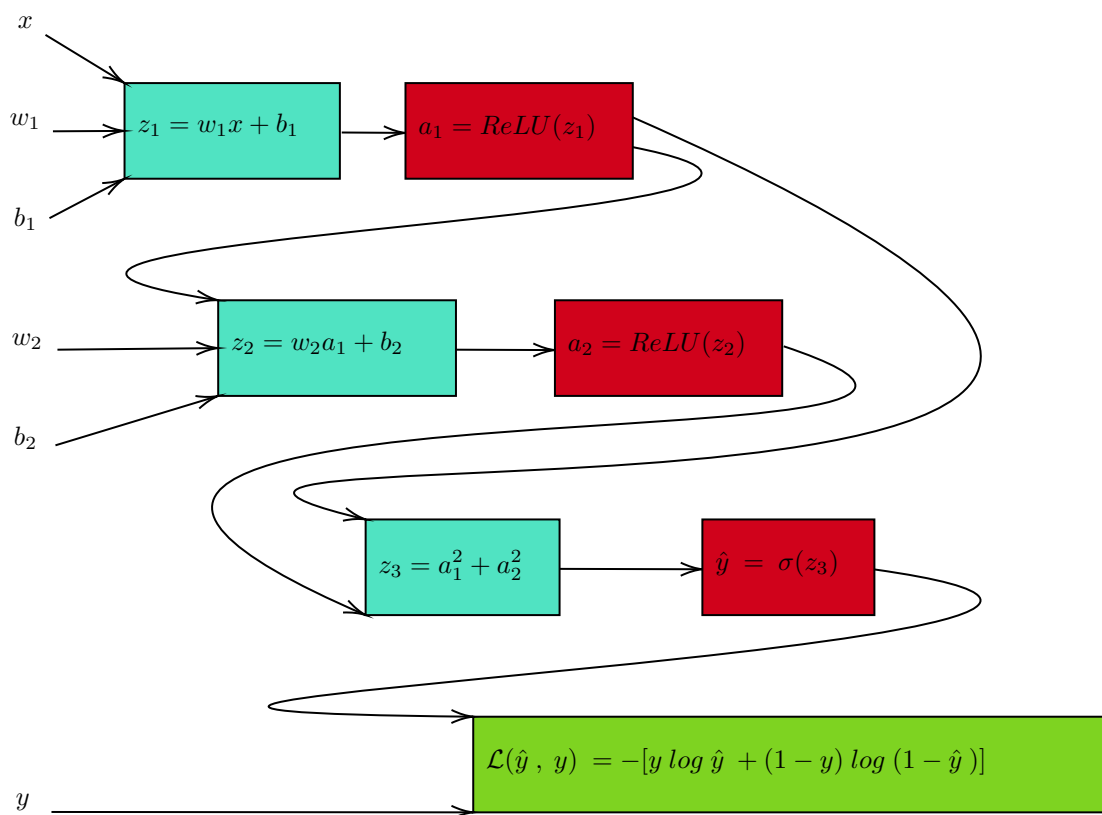 x
w₁
z₁ = w₁x + b₁
a₁ = ReLU(z₁)
b₁
w₂
z₂ = w₂a₁ + b₂
a₂ = ReLU(z₂)
b₂
z₃ = a₁² + a₂²
ŷ = σ(z₃)
ℒ(ŷ , y) = −[y log ŷ + (1 − y) log (1 − ŷ )]
y